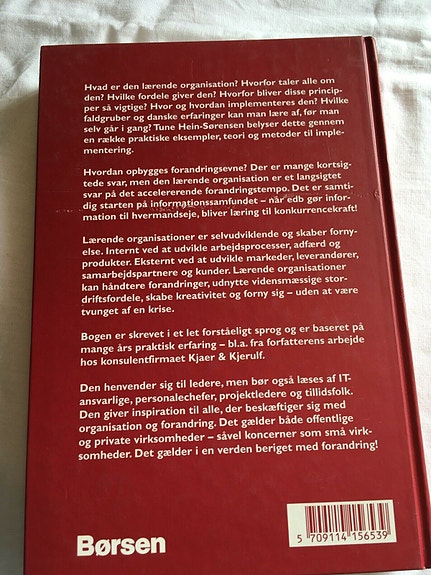 Hvad er den lærende organisation? Hvorfor taler alle om
den? Hvilke fordele giver den? Hvorfor bliver disse princip-
per så vigtige? Hvor og hvordan implementeres den? Hvilke
faldgruber og danske erfaringer kan man lære af, før man
selv går i gang? Tune Hein-Sørensen belyser dette gennem
en række praktiske eksempler, teori og metoder til imple-
mentering.
Hvordan opbygges forandringsevne? Der er mange kortsig-
tede svar, men den lærende organisation er et langsigtet
svar på det accelererende forandringstempo. Det er samti-
dig starten på informationssamfundet – når edb gør infor-
mation til hvermandseje, bliver læring til konkurrencekraft!
Lærende organisationer er selvudviklende og skaber forny-
else. Internt ved at udvikle arbejdsprocesser, adfærd og
produkter. Eksternt ved at udvikle markeder, leverandører,
samarbejdspartnere og kunder. Lærende organisationer
kan håndtere forandringer, udnytte vidensmæssige stor-
driftsfordele, skabe kreativitet og forny sig – uden at være
tvunget af en krise.
Bogen er skrevet i et let forståeligt sprog og er baseret på
mange års praktisk erfaring – bl.a. fra forfatterens arbejde
hos konsulentfirmaet Kjaer & Kjerulf.
Den henvender sig til ledere, men bør også læses af IT-
ansvarlige, personalechefer, projektledere og tillidsfolk.
Den giver inspiration til alle, der beskæftiger sig med
organisation og forandring. Det gælder både offentlige
og private virksomheder – såvel koncerner som små virk-
somheder. Det gælder i en verden beriget med forandring!
Børsen
5 709114 156539